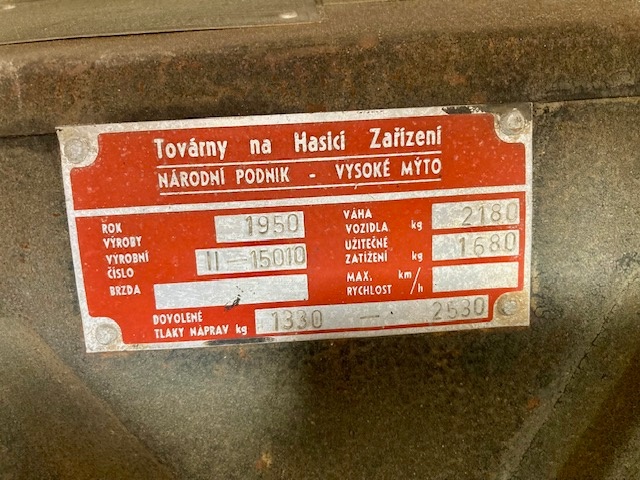 Továrny na Hasicí Zařízení
NÁRODNÍ PODNIK - VYSOKÉ MÝTO
ROK VÝROBY 1950
VÝROBNÍ ČÍSLO II-15010
BRZDA
VÁHA VOZIDLA kg 2180
UŽITEČNÉ ZATÍŽENÍ kg 1680
MAX. RYCHLOST km/h
DOVOLENÉ TLAKY NÁPRAV kg 1330 - 2530